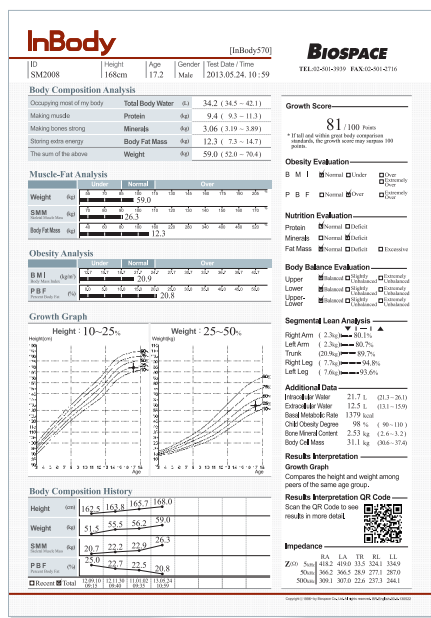 InBody
[InBody570]
BIOSPACE
TEL:02-501-3939 FAX:02-501-2716
ID Height Age Gender Test Date / Time
SM2008 168cm 17.2 Male 2013.05.24. 10:59
Body Composition Analysis
Occupying most of my body Total Body Water (L) 34.2 ( 34.5 ~ 42.1 )
Making muscle Protein (kg) 9.4 ( 9.3 ~ 11.3 )
Making bones strong Minerals (kg) 3.06 ( 3.19 ~ 3.89 )
Storing extra energy Body Fat Mass (kg) 12.3 ( 7.3 ~ 14.7 )
The sum of the above Weight (kg) 59.0 ( 52.0 ~ 70.4 )
Muscle-Fat Analysis
Under Normal Over
Weight (kg) 59.0
SMM (kg) 26.3
Skeletal Muscle Mass
Body Fat Mass (kg) 12.3
Obesity Analysis
Under Normal Over
BMI (kg/m²) 20.9
Body Mass Index
PBF (%) 20.8
Percent Body Fat
Growth Graph
Height : 10~25% Weight : 25~50%
Height(cm) Weight(kg)
Age Age
Body Composition History
Height (cm) 162.5 163.8 165.7 168.0
Weight (kg) 51.5 55.5 56.2 59.0
SMM (kg) 20.7 22.2 22.9 26.3
Skeletal Muscle Mass
PBF (%) 25.0 22.7 22.5 20.8
Percent Body Fat
Recent Total 12.09.10 12.11.30 11.01.02 13.05.24
09:15 09:40 09:35 10:59
Growth Score
81 /100 Points
* If tall and within great body comparison
standards, the growth score may surpass 100
points.
Obesity Evaluation
B M I Normal Under Over
Extremely Over
P B F Normal Over Extremely Over
Nutrition Evaluation
Protein Normal Deficit
Minerals Normal Deficit
Fat Mass Normal Deficit Excessive
Body Balance Evaluation
Upper Balanced Slightly Unbalanced Extremely Unbalanced
Lower Balanced Slightly Unbalanced Extremely Unbalanced
Upper-Lower Balanced Slightly Unbalanced Extremely Unbalanced
Segmental Lean Analysis
Right Arm ( 2.3kg) 80.1%
Left Arm ( 2.3kg) 80.7%
Trunk (20.9kg) 89.7%
Right Leg ( 7.7kg) 94.8%
Left Leg ( 7.6kg) 93.6%
Additional Data
Intracellular Water 21.7 L (21.3~26.1)
Extracellular Water 12.5 L (13.1~15.9)
Basal Metabolic Rate 1379 kcal
Child Obesity Degree 98 % ( 90~110 )
Bone Mineral Content 2.53 kg ( 2.6~3.2 )
Body Cell Mass 31.1 kg (30.6~37.4)
Results Interpretation
Growth Graph
Compares the height and weight among
peers of the same age group.
Results Interpretation QR Code
Scan the QR Code to see
results in more detail.
Impedance
RA LA TR RL LL
Z(Ω) 5kHz 418.2 419.0 33.5 324.1 334.9
50kHz 366.2 366.5 28.9 277.1 287.0
500kHz 309.1 307.0 22.6 237.3 244.1